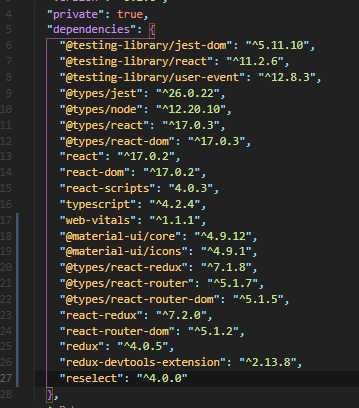 4 "private": true,
5 "dependencies": {
6 "@testing-library/jest-dom": "^5.11.10",
7 "@testing-library/react": "^11.2.6",
8 "@testing-library/user-event": "^12.8.3",
9 "@types/jest": "^26.0.22",
10 "@types/node": "^12.20.10",
11 "@types/react": "^17.0.3",
12 "@types/react-dom": "^17.0.3",
13 "react": "^17.0.2",
14 "react-dom": "^17.0.2",
15 "react-scripts": "4.0.3",
16 "typescript": "^4.2.4",
17 "web-vitals": "^1.1.1",
18 "@material-ui/core": "^4.9.12",
19 "@material-ui/icons": "^4.9.1",
20 "@types/react-redux": "^7.1.8",
21 "@types/react-router": "^5.1.7",
22 "@types/react-router-dom": "^5.1.5",
23 "react-redux": "^7.2.0",
24 "react-router-dom": "^5.1.2",
25 "redux": "^4.0.5",
26 "redux-devtools-extension": "^2.13.8",
27 "reselect": "^4.0.0"
28 },